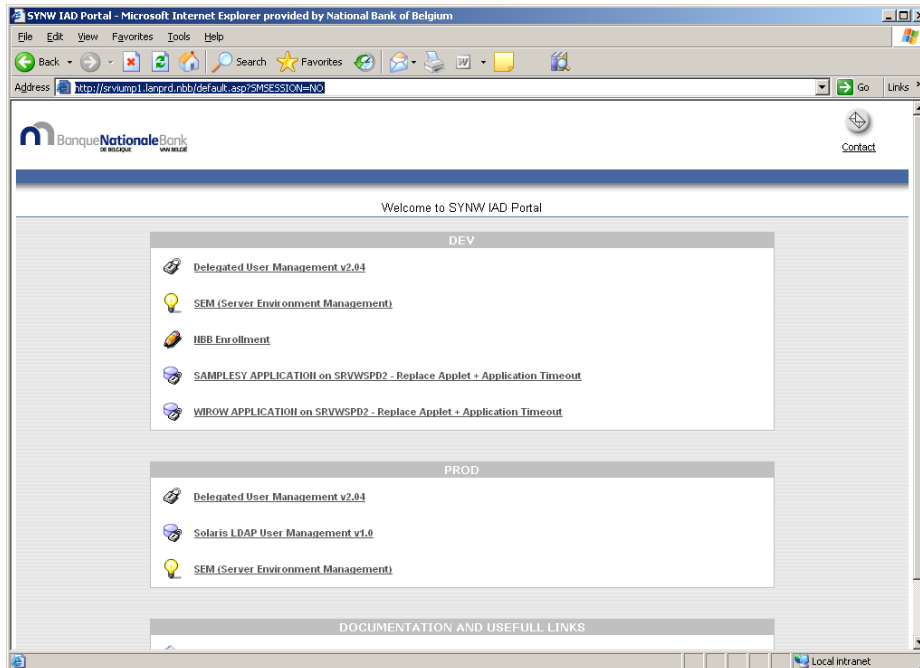 SYNW IAD Portal - Microsoft Internet Explorer provided by National Bank of Belgium
File Edit View Favorites Tools Help
Back Search Favorites
Address http://srviump1.lanprd.nbb/default.asp?SMSESSION=NO Go Links
BanqueNationaleBank
DE BELGIQUE VAN BELGIË
Contact
Welcome to SYNW IAD Portal
DEV
Delegated User Management v2.04
SEM (Server Environment Management)
NBB Enrollment
SAMPLESY APPLICATION on SRVWSPD2 - Replace Applet + Application Timeout
WIROW APPLICATION on SRVWSPD2 - Replace Applet + Application Timeout
PROD
Delegated User Management v2.04
Solaris LDAP User Management v1.0
SEM (Server Environment Management)
DOCUMENTATION AND USEFULL LINKS
Local intranet